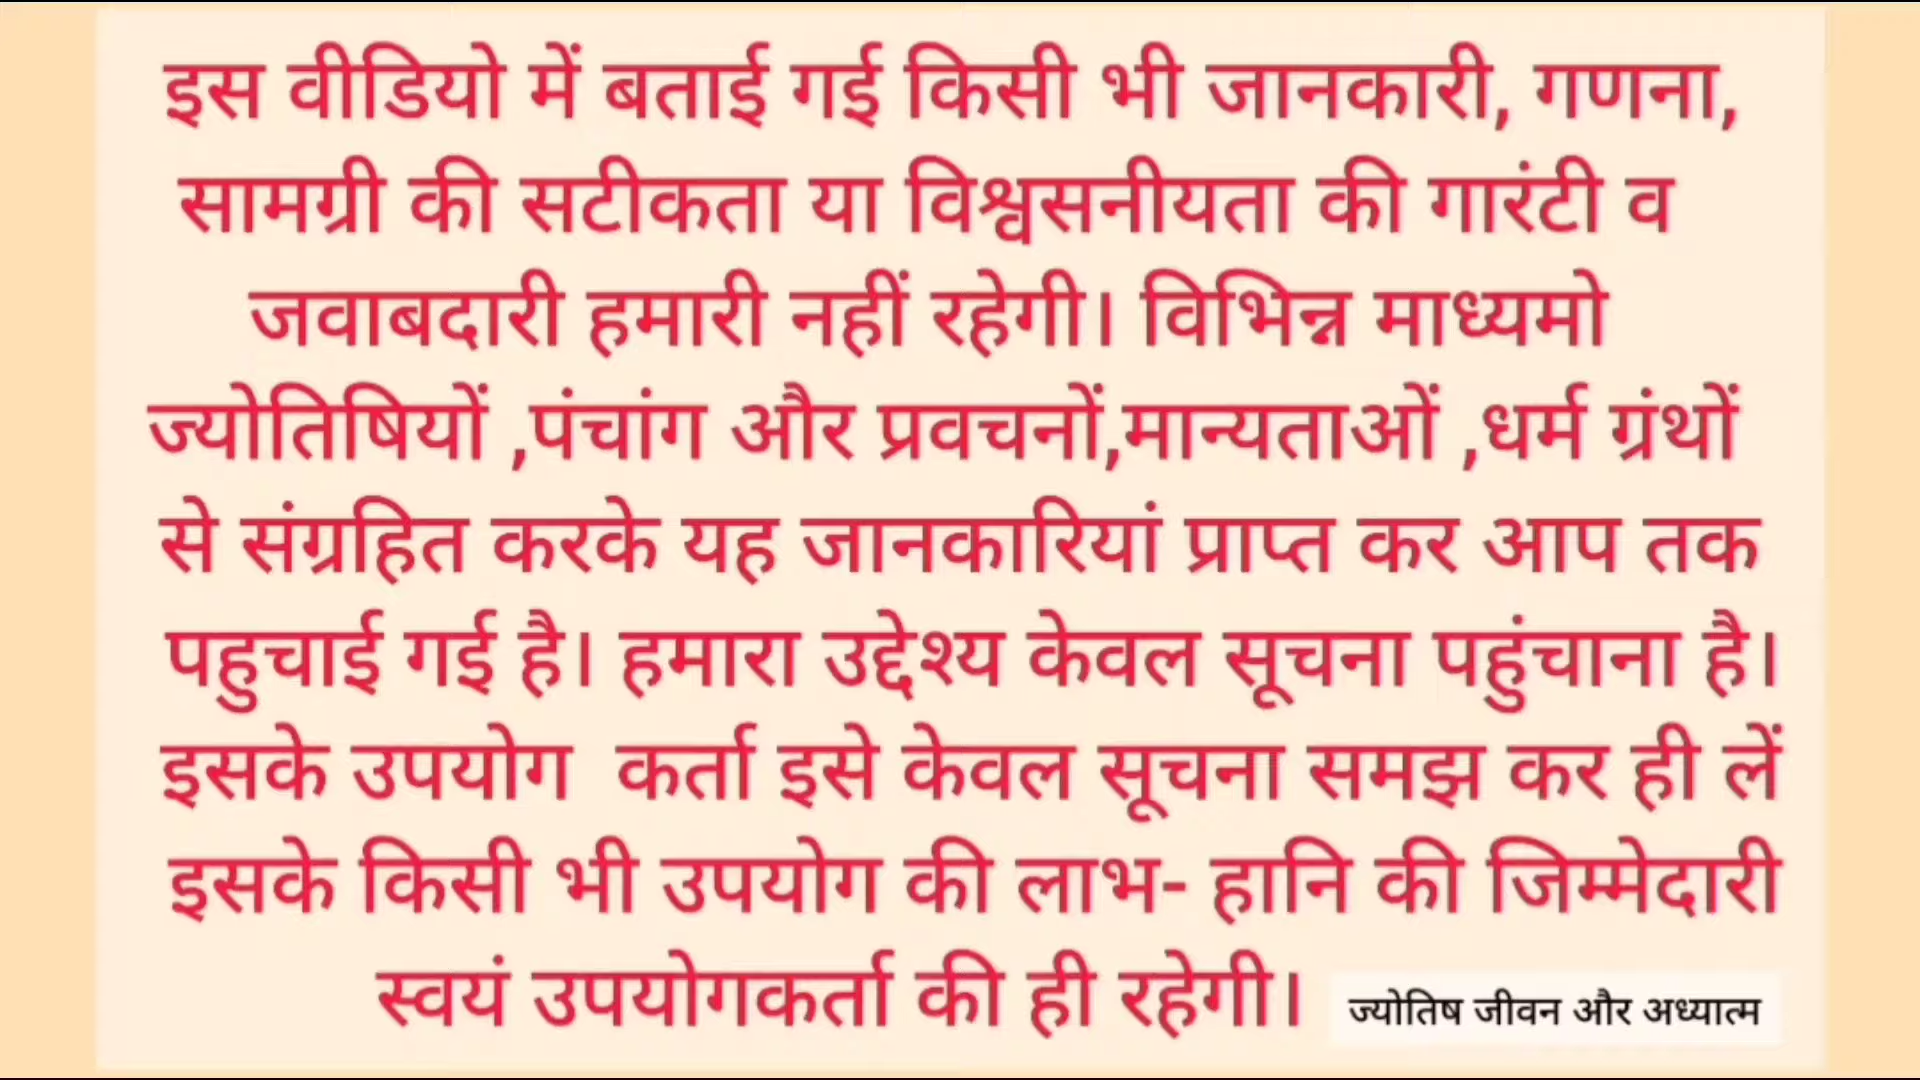 इस वीडियो में बताई गई किसी भी जानकारी, गणना,
सामग्री की सटीकता या विश्वसनीयता की गारंटी व
जवाबदारी हमारी नहीं रहेगी। विभिन्न माध्यमो
ज्योतिषियों ,पंचांग और प्रवचनों,मान्यताओं ,धर्म ग्रंथों
से संग्रहित करके यह जानकारियां प्राप्त कर आप तक
पहुचाई गई है। हमारा उद्देश्य केवल सूचना पहुंचाना है।
इसके उपयोग कर्ता इसे केवल सूचना समझ कर ही लें
इसके किसी भी उपयोग की लाभ- हानि की जिम्मेदारी
स्वयं उपयोगकर्ता की ही रहेगी।
ज्योतिष जीवन और अध्यात्म